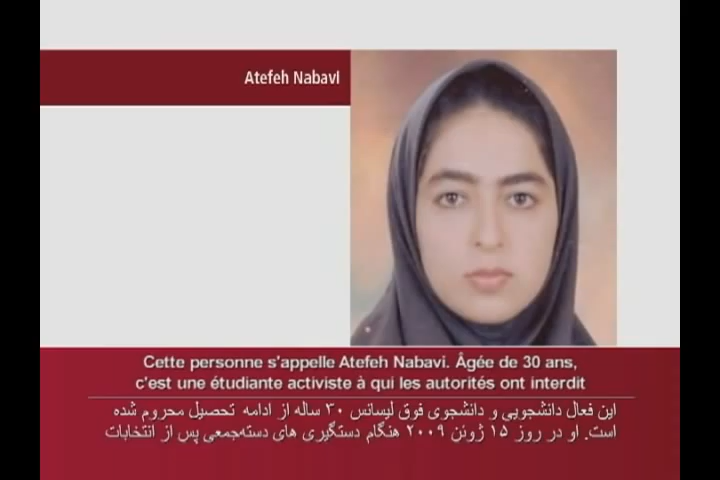 Atefeh Nabavi
Cette personne s'appelle Atefeh Nabavi. Âgée de 30 ans,
c'est une étudiante activiste à qui les autorités ont interdit
این فعال دانشجویی و دانشجوی فوق لیسانس ۳۰ ساله از ادامه تحصیل محروم شده
است. او در روز ۱۵ ژوئن ۲۰۰۹ هنگام دستگیری های دسته‌جمعی پس از انتخابات